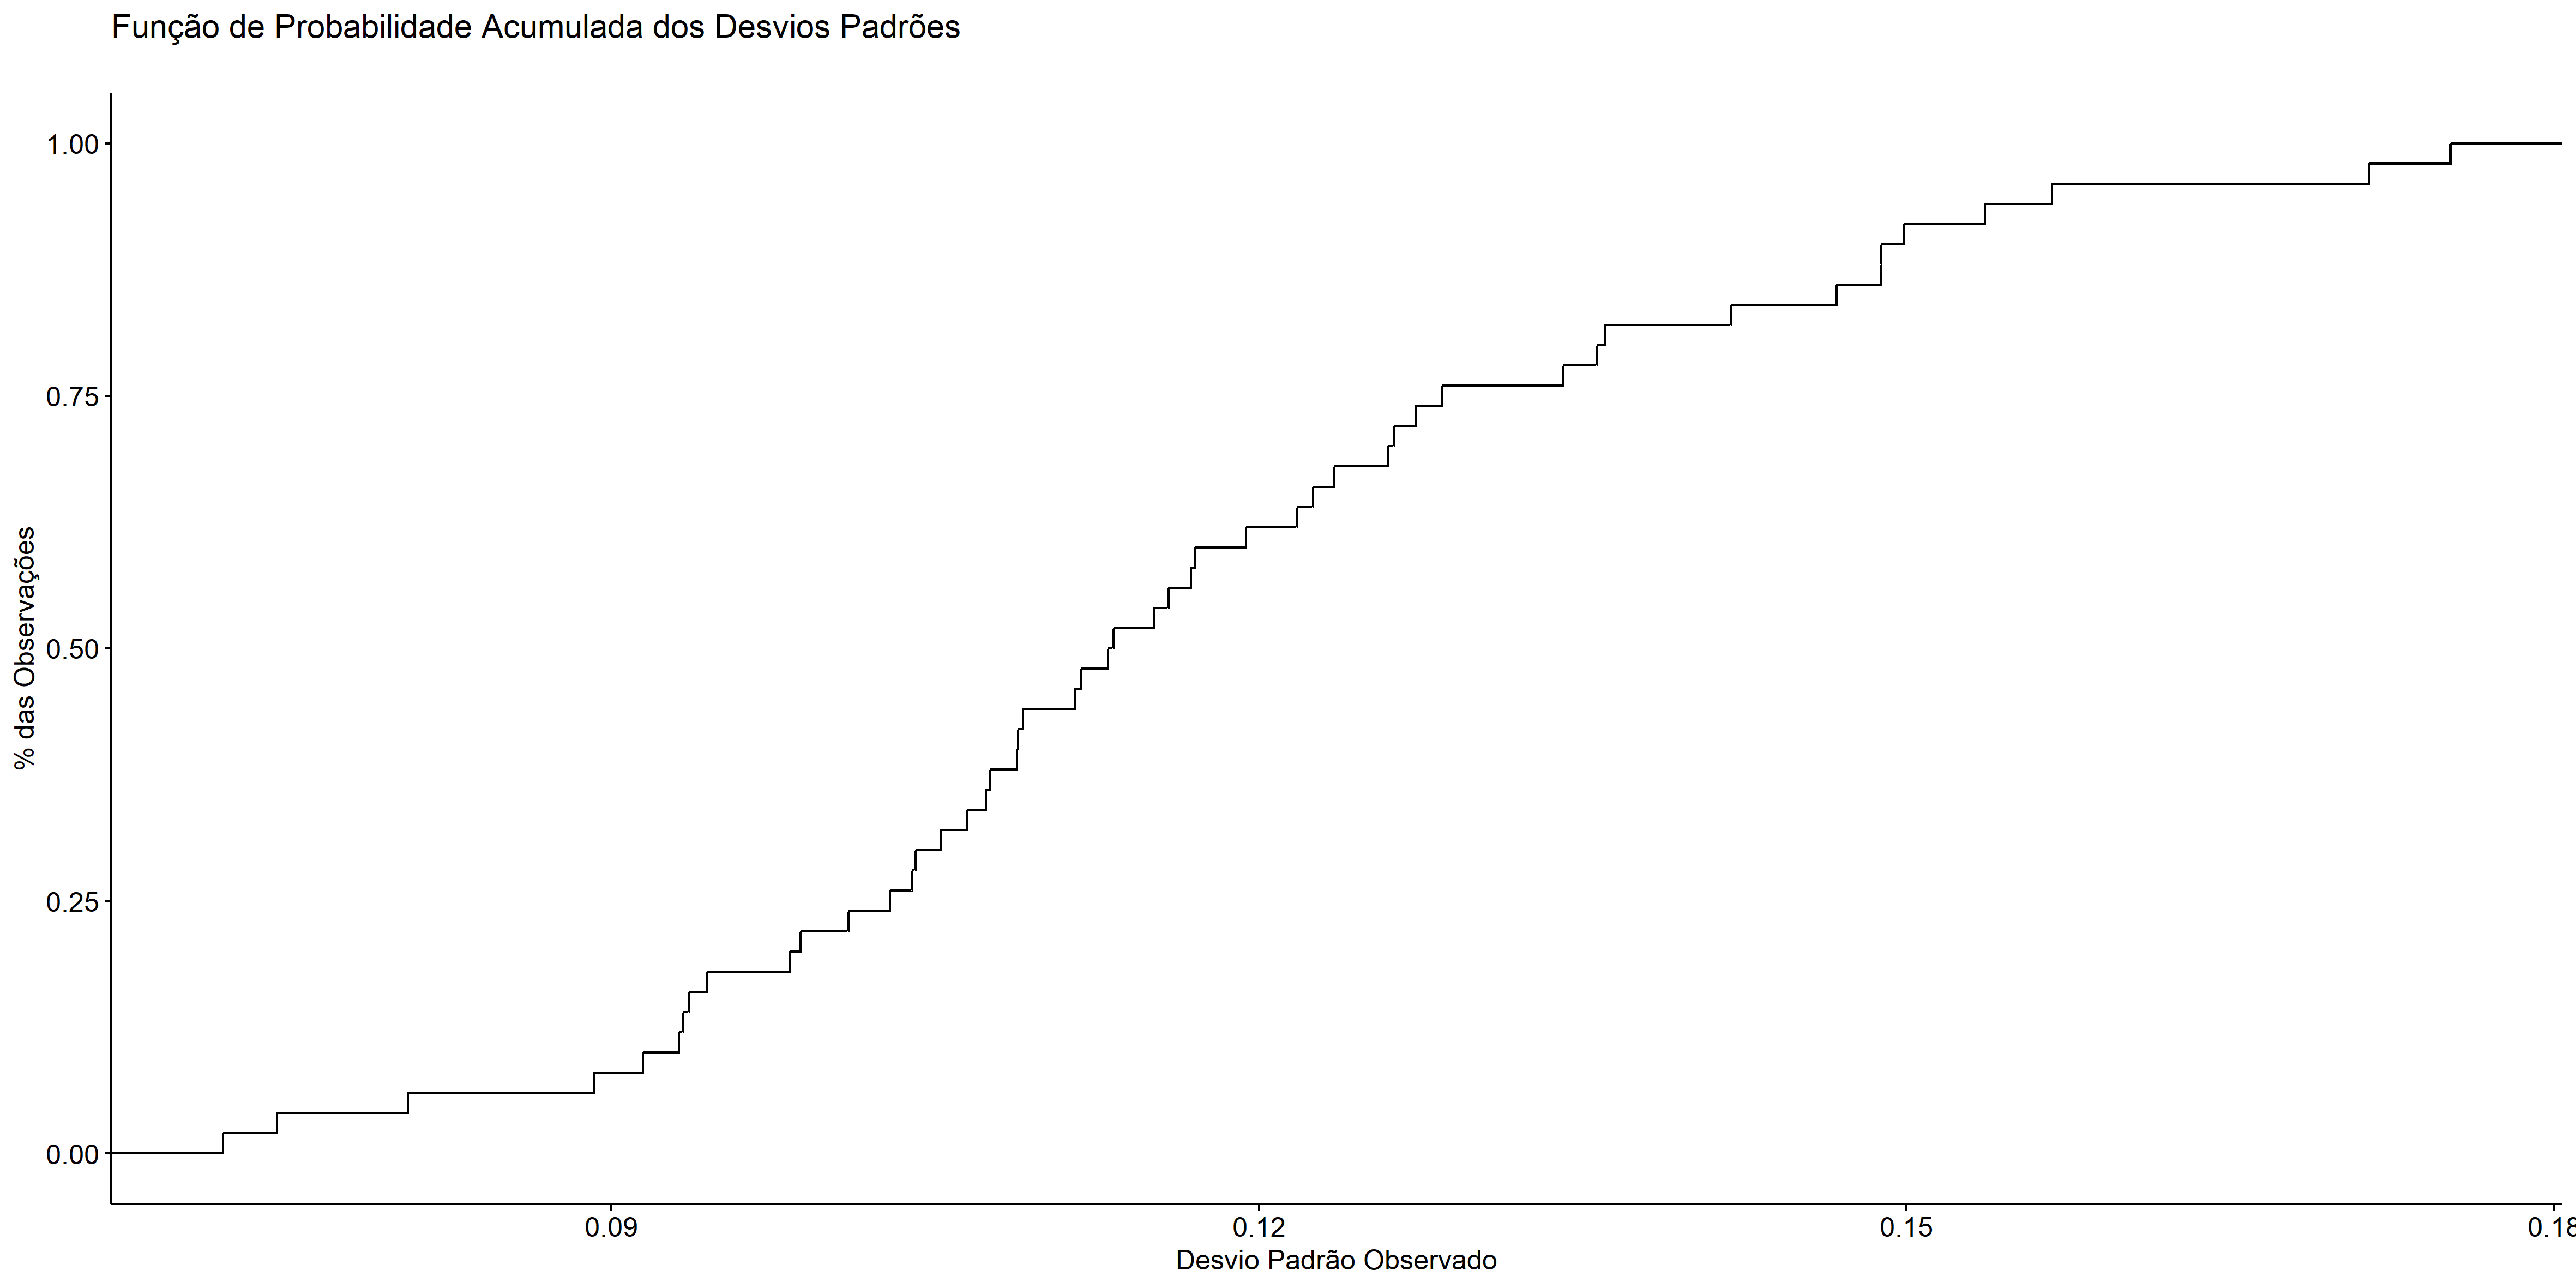 Função de Probabilidade Acumulada dos Desvios Padrões
1.00
0.75
0.50
0.25
0.00
% das Observações
0.09 0.12 0.15 0.18
Desvio Padrão Observado